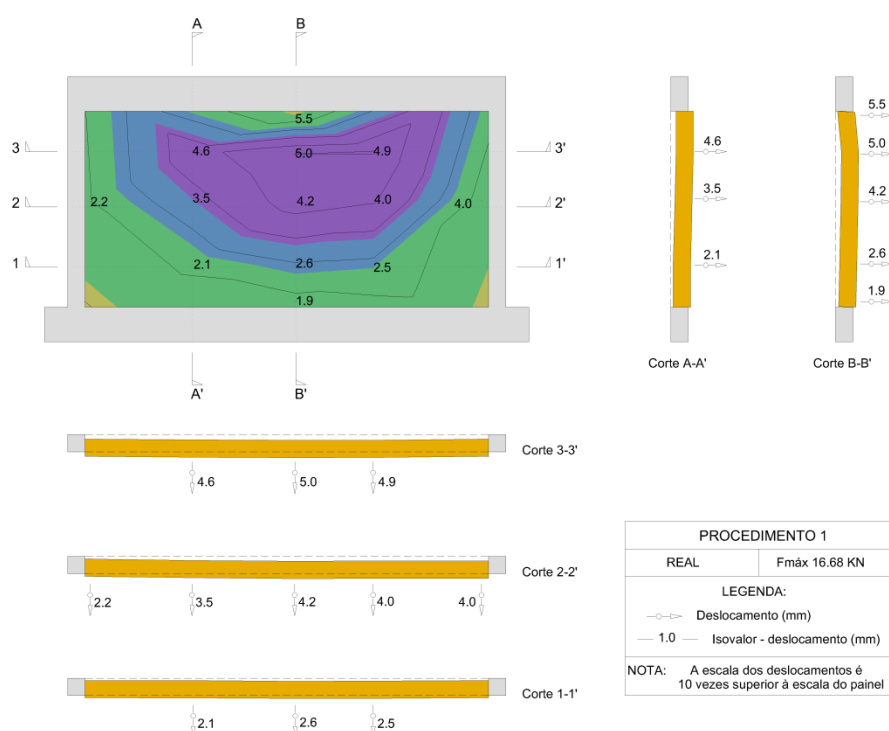 A B
5.5
3 4.6 5.0 4.9 3'
2 2.2 3.5 4.2 4.0 4.0 2'
1 2.1 2.6 2.5 1'
1.9
A' B'
4.6
3.5
2.1
Corte A-A'
5.5
5.0
4.2
2.6
1.9
Corte B-B'
Corte 3-3'
4.6 5.0 4.9
Corte 2-2'
2.2 3.5 4.2 4.0 4.0
Corte 1-1'
2.1 2.6 2.5
PROCEDIMENTO 1
REAL Fmáx 16.68 KN
LEGENDA:
Deslocamento (mm)
1.0 Isovalor - deslocamento (mm)
NOTA: A escala dos deslocamentos é
10 vezes superior à escala do painel